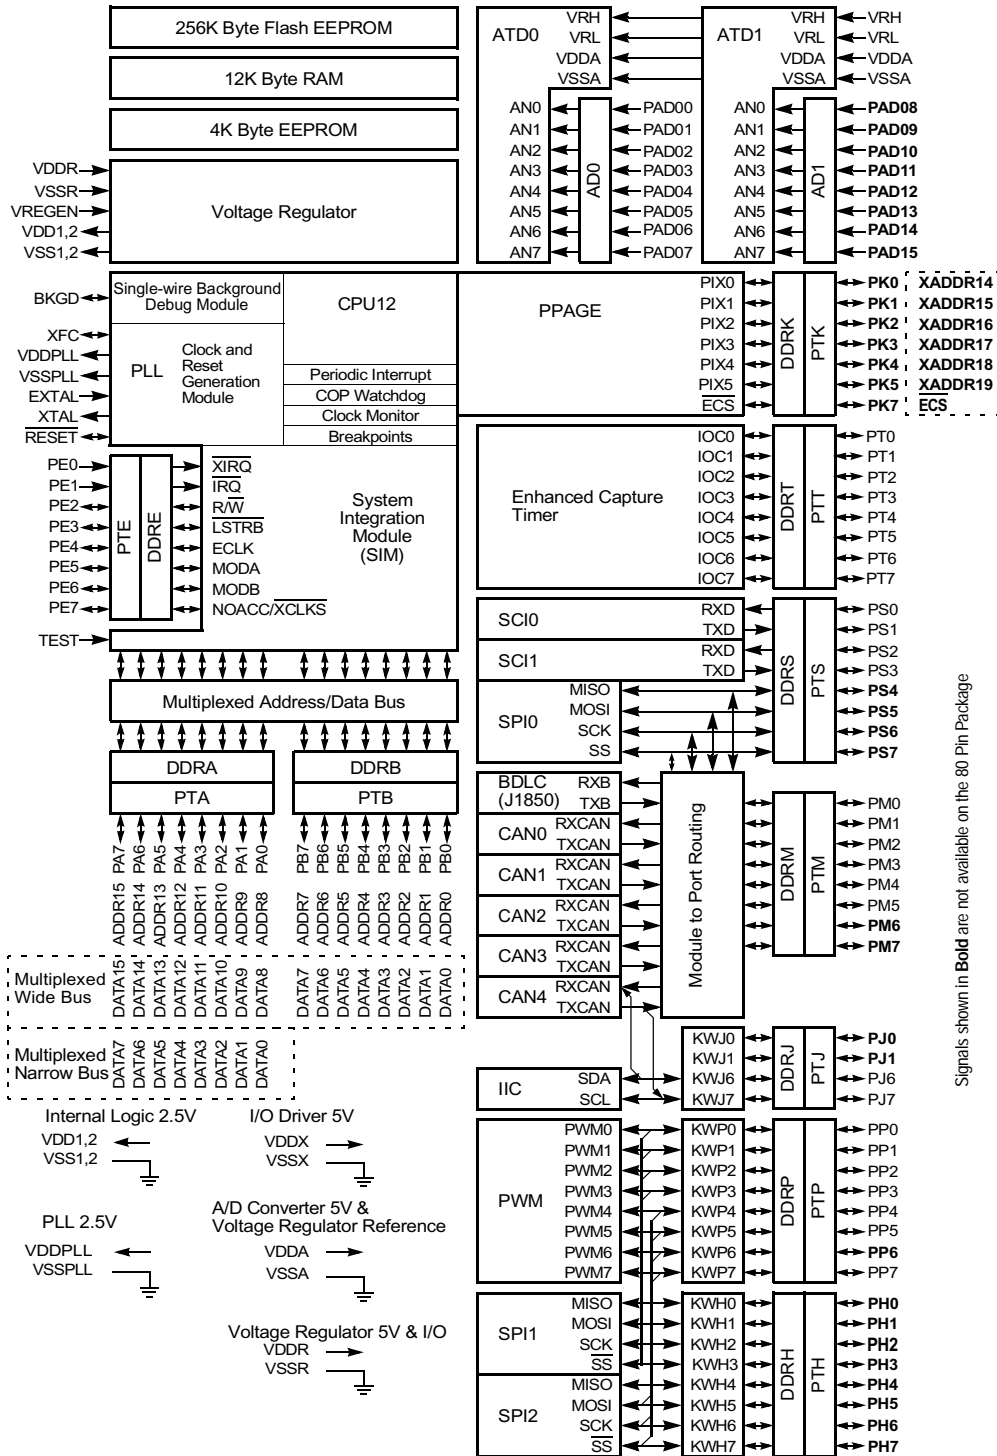 256K Byte Flash EEPROM
12K Byte RAM
4K Byte EEPROM
VDDR
VSSR
VREGEN
VDD1,2
VSS1,2
Voltage Regulator
ATD0
VRH
VRL
VDDA
VSSA
AN0
AN1
AN2
AN3
AN4
AN5
AN6
AN7
AD0
PAD00
PAD01
PAD02
PAD03
PAD04
PAD05
PAD06
PAD07
ATD1
VRH
VRL
VDDA
VSSA
VRH
VRL
VDDA
VSSA
AN0
AN1
AN2
AN3
AN4
AN5
AN6
AN7
AD1
PAD08
PAD09
PAD10
PAD11
PAD12
PAD13
PAD14
PAD15
BKGD
XFC
VDDPLL
VSSPLL
EXTAL
XTAL
RESET
Single-wire Background
Debug Module
PLL
Clock and
Reset
Generation
Module
CPU12
Periodic Interrupt
COP Watchdog
Clock Monitor
Breakpoints
PPAGE
PIX0
PIX1
PIX2
PIX3
PIX4
PIX5
ECS
DDRK
PTK
PK0
PK1
PK2
PK3
PK4
PK5
PK7
XADDR14
XADDR15
XADDR16
XADDR17
XADDR18
XADDR19
ECS
PE0
PE1
PE2
PE3
PE4
PE5
PE6
PE7
TEST
PTE
DDRE
XIRQ
IRQ
R/W
LSTRB
ECLK
MODA
MODB
NOACC/XCLKS
System
Integration
Module
(SIM)
Enhanced Capture
Timer
IOC0
IOC1
IOC2
IOC3
IOC4
IOC5
IOC6
IOC7
DDRT
PTT
PT0
PT1
PT2
PT3
PT4
PT5
PT6
PT7
SCI0
RXD
TXD
SCI1
RXD
TXD
SPI0
MISO
MOSI
SCK
SS
DDRS
PTS
PS0
PS1
PS2
PS3
PS4
PS5
PS6
PS7
Multiplexed Address/Data Bus
DDRA
PTA
DDRB
PTB
PA7
PA6
PA5
PA4
PA3
PA2
PA1
PA0
PB7
PB6
PB5
PB4
PB3
PB2
PB1
PB0
ADDR15
ADDR14
ADDR13
ADDR12
ADDR11
ADDR10
ADDR9
ADDR8
ADDR7
ADDR6
ADDR5
ADDR4
ADDR3
ADDR2
ADDR1
ADDR0
Multiplexed
Wide Bus
DATA15
DATA14
DATA13
DATA12
DATA11
DATA10
DATA9
DATA8
DATA7
DATA6
DATA5
DATA4
DATA3
DATA2
DATA1
DATA0
Multiplexed
Narrow Bus
DATA7
DATA6
DATA5
DATA4
DATA3
DATA2
DATA1
DATA0
BDLC
(J1850)
RXB
TXB
CAN0
RXCAN
TXCAN
CAN1
RXCAN
TXCAN
CAN2
RXCAN
TXCAN
CAN3
RXCAN
TXCAN
CAN4
RXCAN
TXCAN
Module to Port Routing
DDRM
PTM
PM0
PM1
PM2
PM3
PM4
PM5
PM6
PM7
IIC
SDA
SCL
KWJ0
KWJ1
KWJ6
KWJ7
DDRJ
PTJ
PJ0
PJ1
PJ6
PJ7
PWM
PWM0
PWM1
PWM2
PWM3
PWM4
PWM5
PWM6
PWM7
KWP0
KWP1
KWP2
KWP3
KWP4
KWP5
KWP6
KWP7
DDRP
PTP
PP0
PP1
PP2
PP3
PP4
PP5
PP6
PP7
SPI1
MISO
MOSI
SCK
SS
SPI2
MISO
MOSI
SCK
SS
KWH0
KWH1
KWH2
KWH3
KWH4
KWH5
KWH6
KWH7
DDRH
PTH
PH0
PH1
PH2
PH3
PH4
PH5
PH6
PH7
Internal Logic 2.5V
VDD1,2
VSS1,2
I/O Driver 5V
VDDX
VSSX
PLL 2.5V
VDDPLL
VSSPLL
A/D Converter 5V &
Voltage Regulator Reference
VDDA
VSSA
Voltage Regulator 5V & I/O
VDDR
VSSR
Signals shown in Bold are not available on the 80 Pin Package